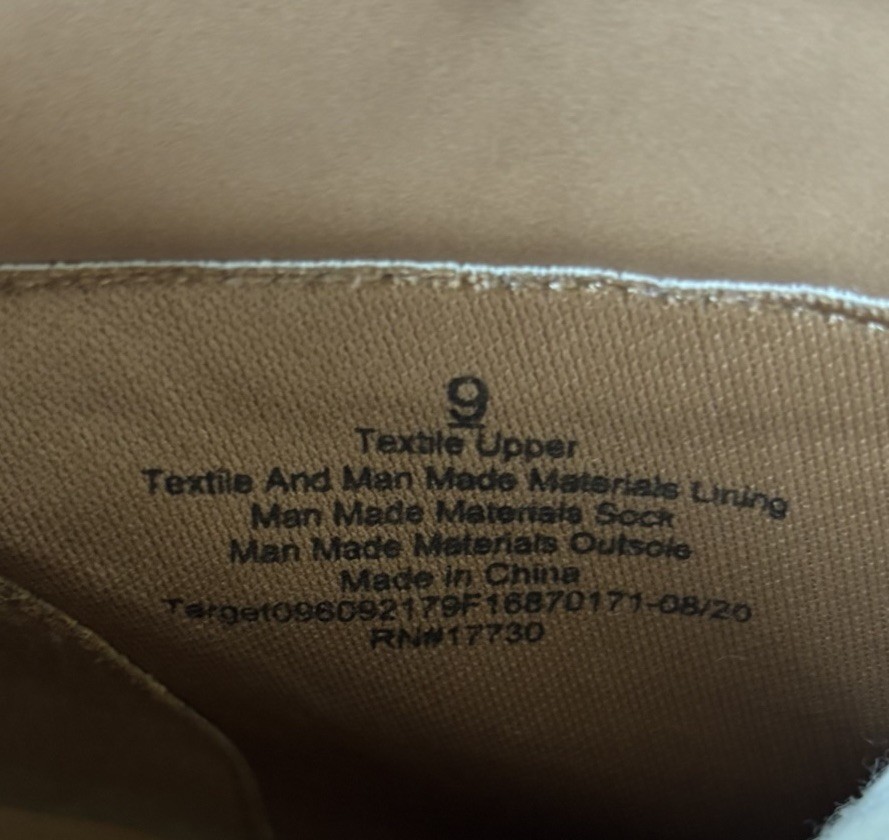 9
Textile Upper
Textile And Man Made Materials Lining
Man Made Materials Sock
Man Made Materials Outsole
Made in China
Target096092179F16870171-08/20
RN#17730